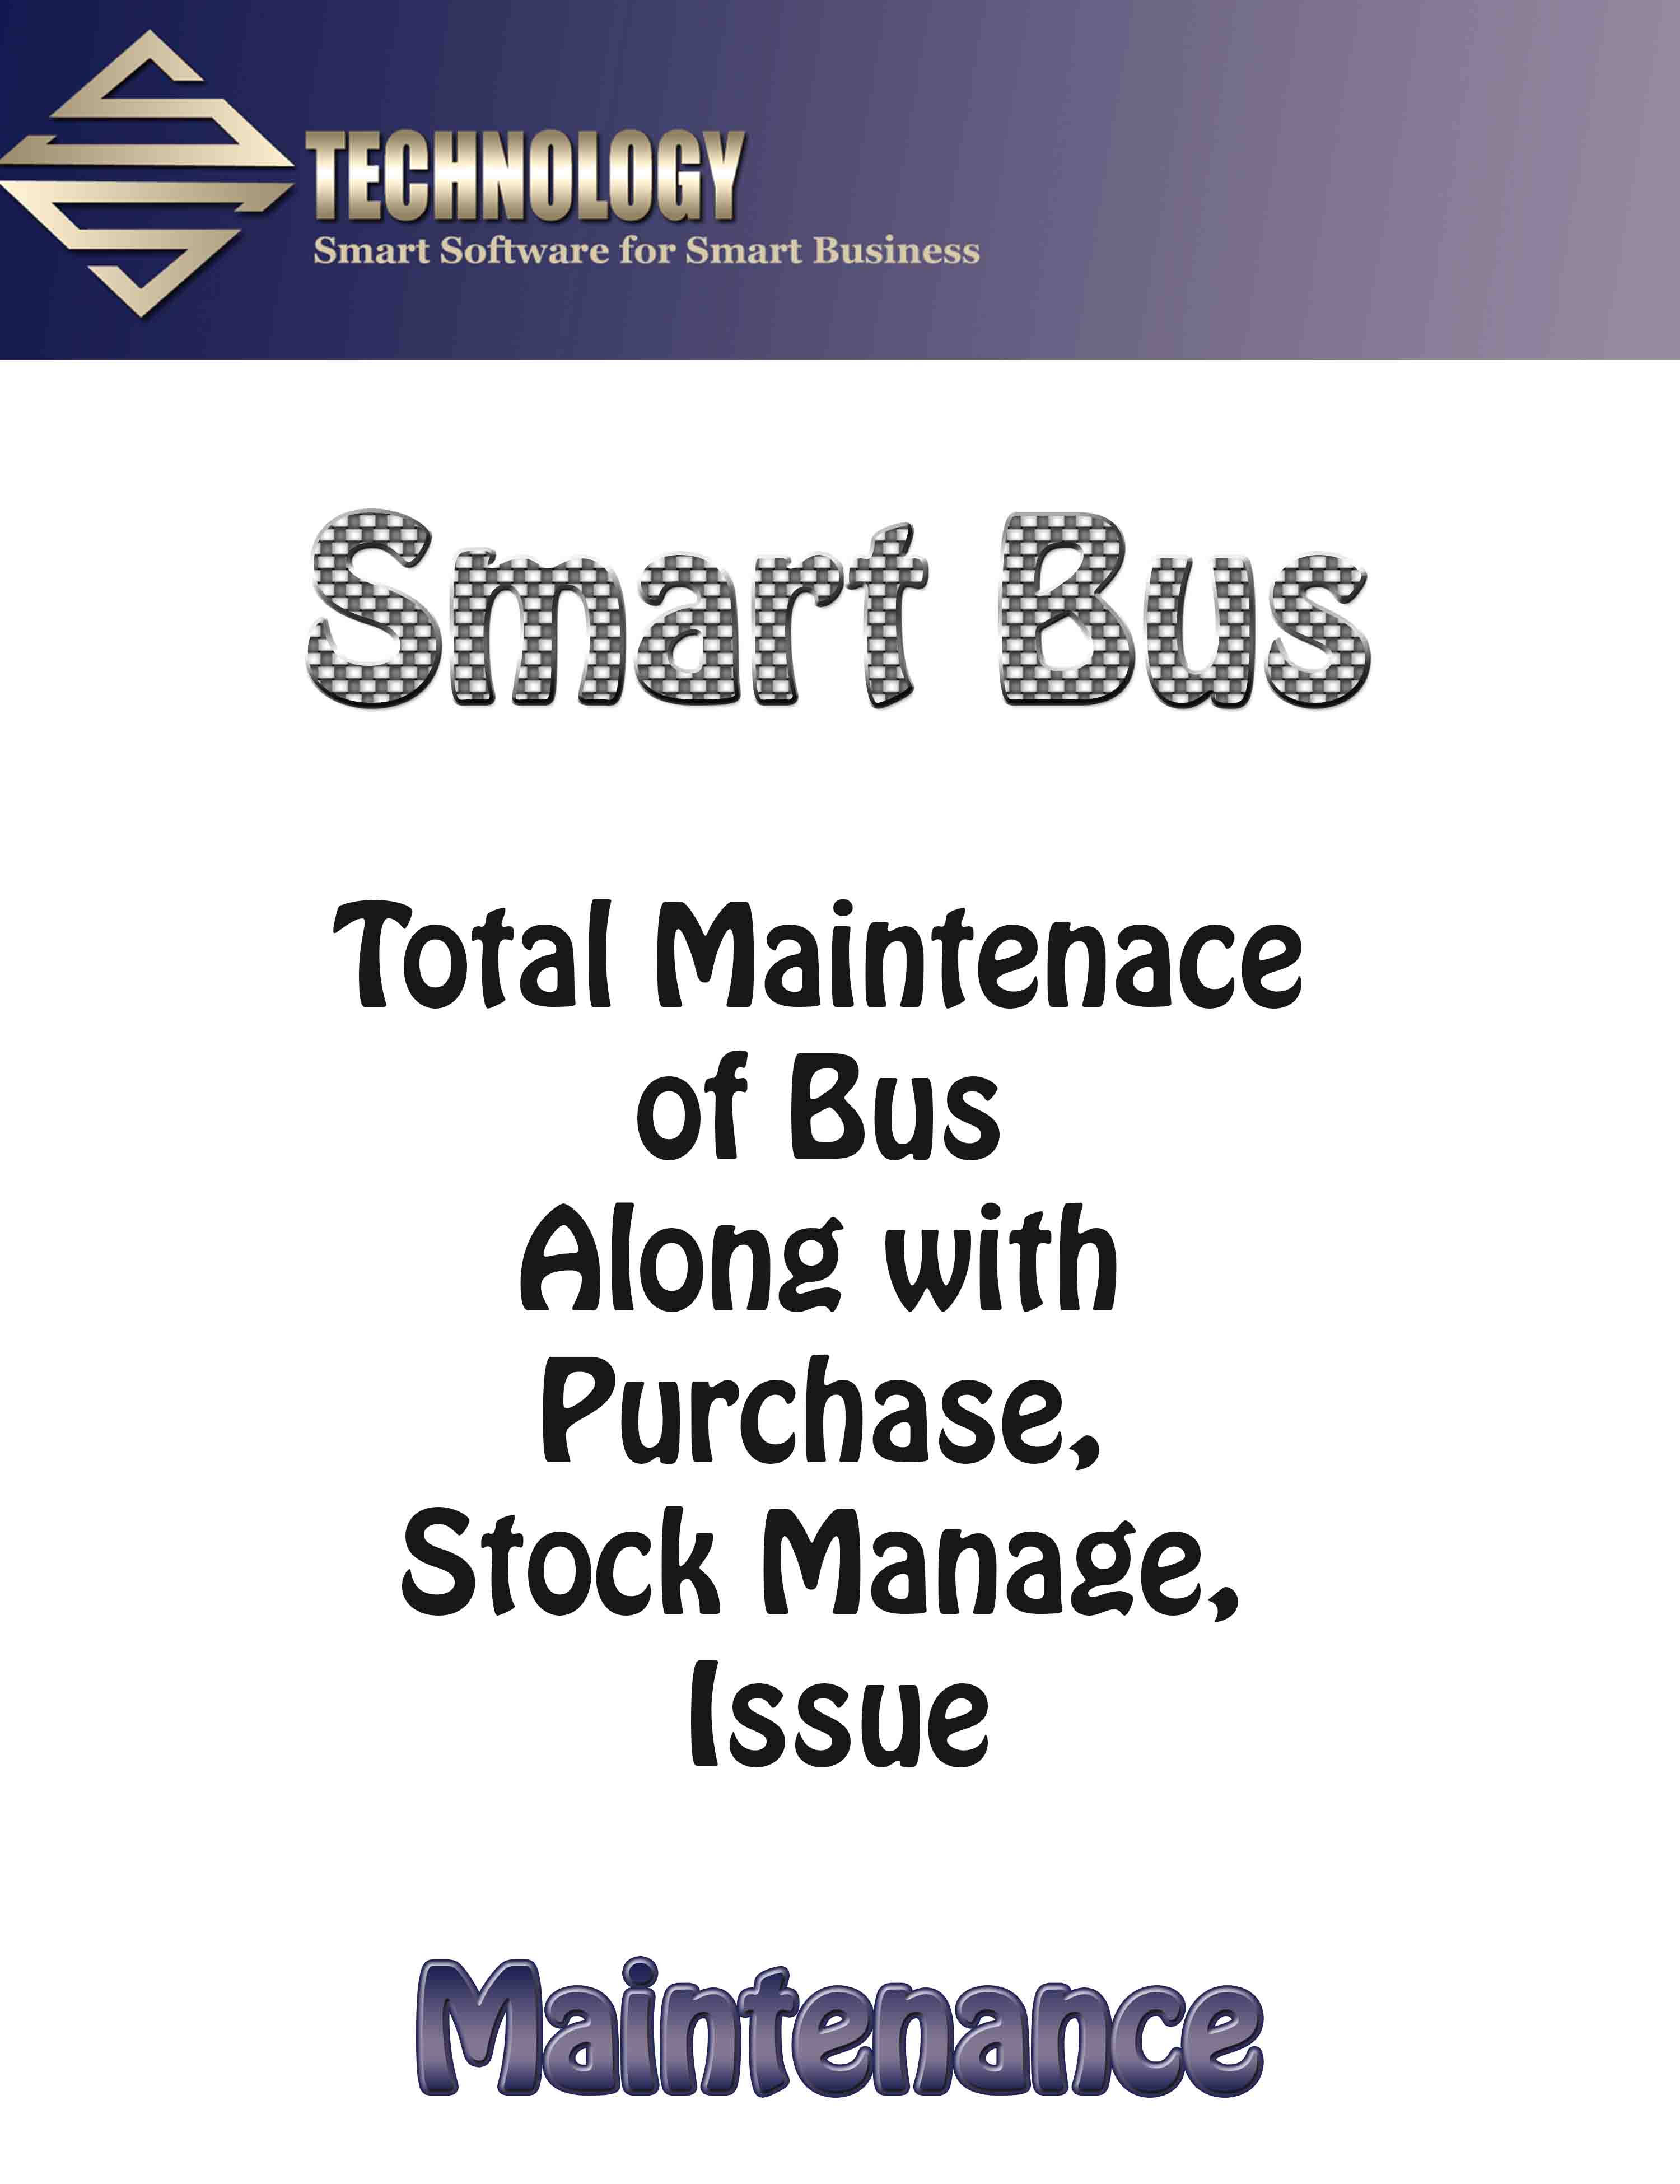 TECHNOLOGY
Smart Software for Smart Business
Smart Bus
Total Maintenace
of Bus
Along with
Purchase,
Stock Manage,
Issue
Maintenance